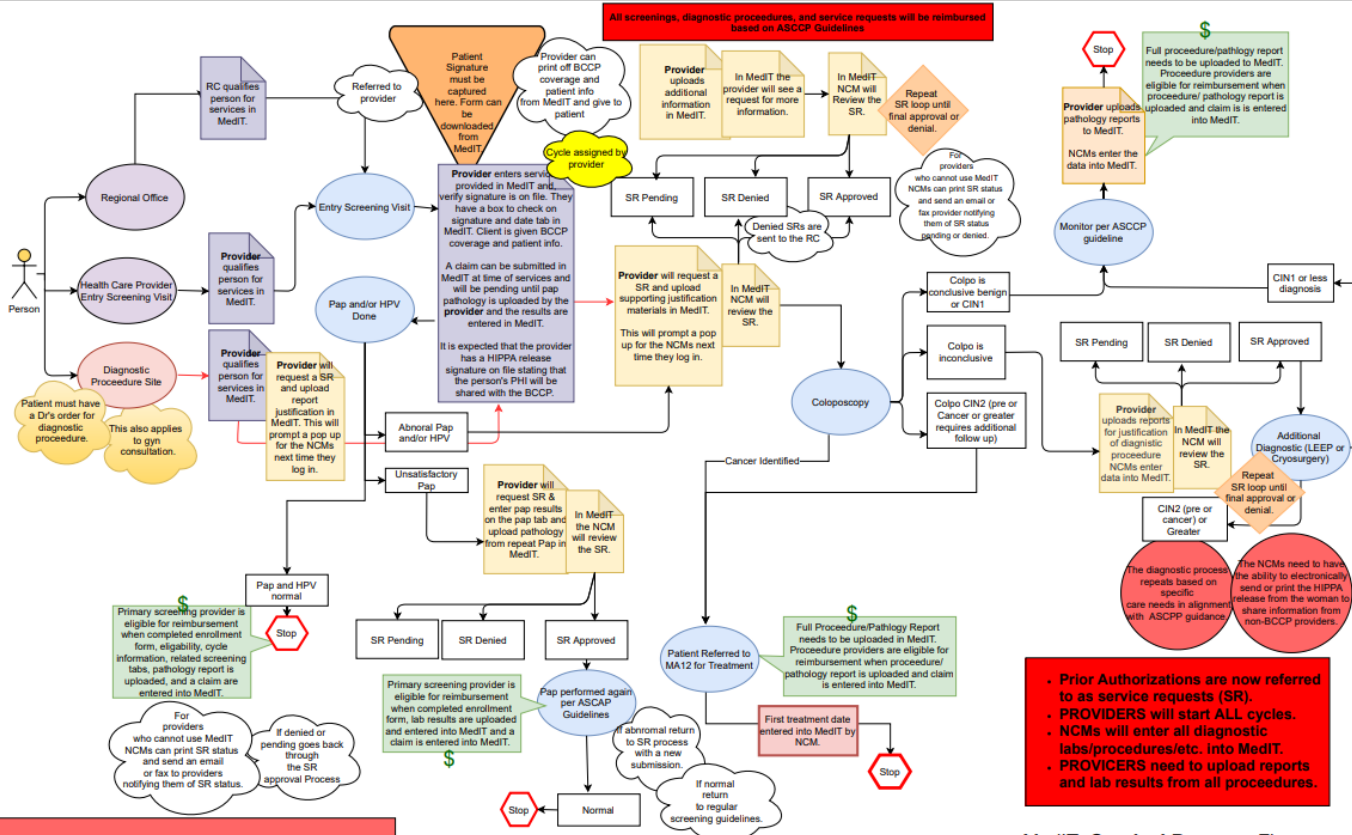 All screenings, diagnostic proceedures, and service requests will be reimbursed
based on ASCCP Guidelines
RC qualifies
person for
services in
MedIT.
Referred to
provider
Patient
Signature
must be
captured
here. Form can
be
downloaded
from
MedIT.
Provider can
print off BCCP
coverage and
patient info
from MedIT and give to
patient
Cycle assigned by
provider
Provider
uploads
additional
information
in MedIT.
In MedIT the
provider will see a
request for more
information.
In MedIT
NCM will
Review the
SR.
Repeat
SR loop until
final approval or
denial.
$
Stop
Full proceedure/pathlogy report
needs to be uploaded to MedIT.
Proceedure providers are
eligible for reimbursement when
proceedure/ pathology report is
uploaded and claim is is entered
into MedIT.
Provider uploads
pathology reports
to MedIT.
NCMs enter the
data into MedIT.
Regional Office
Entry Screening Visit
Provider enters servic
provided in MedIT and
verify signature is on file. They
have a box to check on
signature and date tab in
MedIT. Client is given BCCP
coverage and patient info.
A claim can be submitted in
MedIT at time of services and
will be pending until pap
pathology is uploaded by the
provider and the results are
entered in MedIT.
It is expected that the provider
has a HIPPA release
signature on file stating that
the person's PHI will be
shared with the BCCP.
SR Pending
SR Denied
SR Approved
Denied SRs are
sent to the RC
For
providers
who cannot use MedIT
NCMs can print SR status
and send an email or
fax provider notifying
them of SR status
pending or denied.
Monitor per ASCCP
guideline
Person
Health Care Provider
Entry Screening Visit
Provider
qualifies
person for
services in
MedIT.
Pap and/or HPV
Done
Provider will request a
SR and upload
supporting justification
materials in MedIT.
This will prompt a pop
up for the NCMs next
time they log in.
In MedIT
NCM will
review the
SR.
Colpo is
conclusive benign
or CIN1
CIN1 or less
diagnosis
Diagnostic
Proceedure Site
Provider
qualifies
person for
services in
MedIT.
Provider will
request a SR
and upload
report
justification in
MedIT. This will
prompt a pop up
for the NCMs
next time they
log in.
Patient must have
a Dr's order for
diagnostic
proceedure.
This also applies
to gyn
consultation.
Colpo is
inconclusive
SR Pending
SR Denied
SR Approved
Coloposcopy
Colpo CIN2 (pre or
Cancer or greater
requires additional
follow up)
Abnoral Pap
and/or HPV
Unsatisfactory
Pap
Cancer Identified
Provider
uploads reports
for justification
of diagnostic
proceedure
NCMs enter
data into MedIT.
In MedIT the
NCM will
review the
SR.
Additional
Diagnostic (LEEP or
Cryosurgery)
Repeat
SR loop until
final approval or
denial.
CIN2 (pre or
cancer) or
Greater
Provider will
request SR &
enter pap results
on the pap tab and
upload pathology
from repeat Pap in
MedIT.
In MedIT
the NCM
will review
the SR.
The diagnostic process
repeats based on
specific
care needs in alignment
with ASCPP guidance.
The NCMs need to have
the ability to electronically
send or print the HIPPA
release from the woman to
share information from
non-BCCP providers.
Pap and HPV
normal
$
Primary screening provider is
eligible for reimbursement
when completed enrollment
form, eligability, cycle
information, related screening
tabs, pathology report is
uploaded, and a claim are
entered into MedIT.
Stop
SR Pending
SR Denied
SR Approved
Patient Referred to
MA12 for Treatment
$
Full Proceedure/Pathlogy Report
needs to be uploaded in MedIT.
Proceedure providers are eligible for
reimbursement when proceedure/
pathology report is uploaded and claim
is entered into MedIT.
Primary screening provider is
eligible for reimbursement
when completed enrollment
form, lab results are uploaded
and entered into MedIT and a
claim is entered into MedIT.
$
Pap performed again
per ASCAP
Guidelines
First treatment date
entered into MedIT by
NCM.
Stop
For
providers
who cannot use MedIT
NCMs can print SR status
and send an email
or fax to providers
notifying them of SR status.
If denied or
pending goes back
through
the SR
approval Process
If abnromal return
to SR process
with a new
submission.
If normal
return
to regular
screening guidelines.
Stop
Normal
• Prior Authorizations are now referred
to as service requests (SR).
• PROVIDERS will start ALL cycles.
• NCMs will enter all diagnostic
labs/procedures/etc. into MedIT.
• PROVICERS need to upload reports
and lab results from all proceedures.